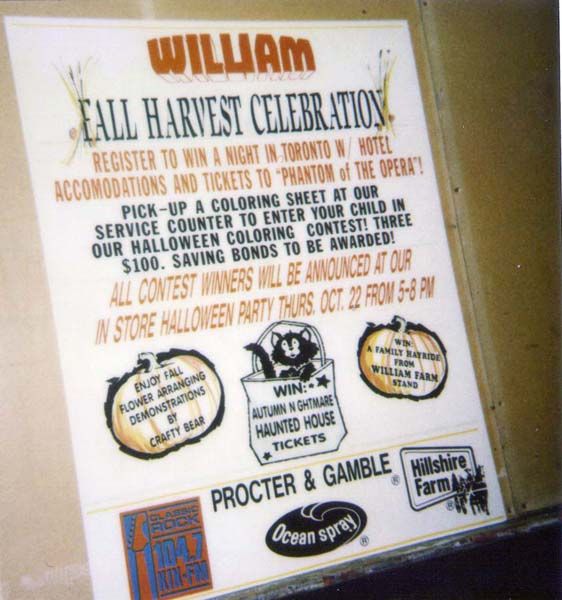 WILLIAM
FALL HARVEST CELEBRATION
REGISTER TO WIN A NIGHT IN TORONTO W/ HOTEL
ACCOMODATIONS AND TICKETS TO "PHANTOM of THE OPERA"!
PICK-UP A COLORING SHEET AT OUR
SERVICE COUNTER TO ENTER YOUR CHILD IN
OUR HALLOWEEN COLORING CONTEST! THREE
$100. SAVING BONDS TO BE AWARDED!
ALL CONTEST WINNERS WILL BE ANNOUNCED AT OUR
IN STORE HALLOWEEN PARTY THURS. OCT. 22 FROM 5-8 PM
ENJOY FALL
FLOWER ARRANGING
DEMONSTRATIONS
BY
CRAFTY BEAR
WIN:
AUTUMN N GHTMARE
HAUNTED HOUSE
TICKETS
WIN:
A FAMILY HAYRIDE
FROM
WILLIAM FARM
STAND
CLASSIC
ROCK
104.7
PROCTER & GAMBLE
Ocean spray®
Hillshire
Farm®